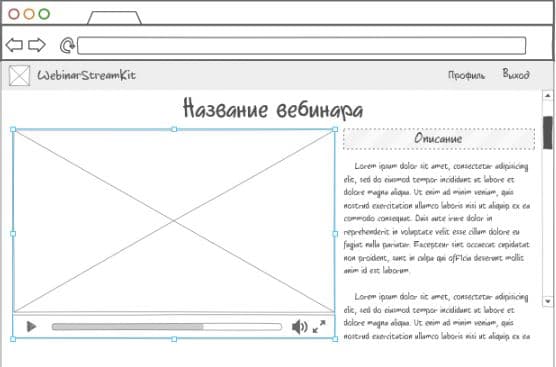 WebinarStreamKit
Профиль
Выход
Название вебинара
Описание
Lorem ipsum dolor sit amet, consectetur adipisicing
elit, sed do eiusmod tempor incididunt ut labore et
dolore magna aliqua. Ut enim ad minim veniam, quis
nostrud exercitation ullamco laboris nisi ut aliquip ex ea
commodo consequat. Duis aute irure dolor in
reprehenderit in voluptate velit esse cillum dolore eu
fugiat nulla pariatur. Excepteur sint occaecat cupidatat
non proident, sunt in culpa qui officia deserunt mollit
anim id est laborum.
Lorem ipsum dolor sit amet, consectetur adipisicing
elit, sed do eiusmod tempor incididunt ut labore et
dolore magna aliqua. Ut enim ad minim veniam, quis
nostrud exercitation ullamco laboris nisi ut aliquip ex ea